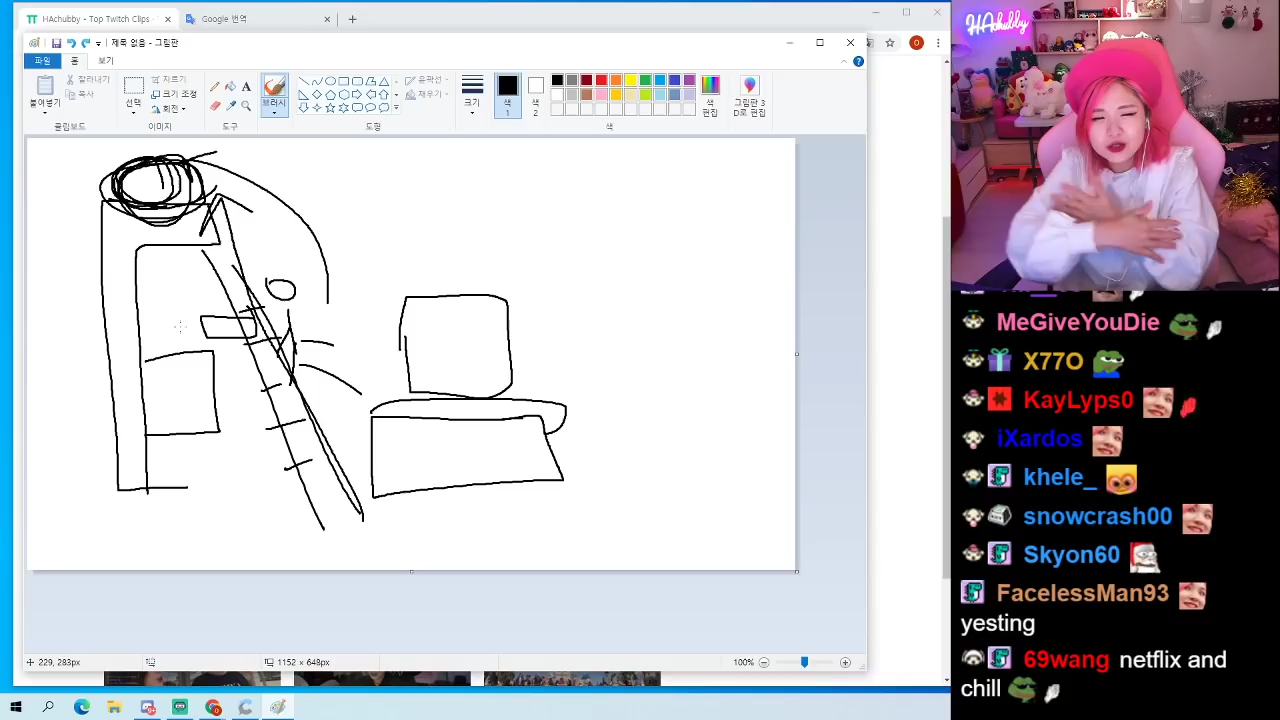 HAchubby - Top Twitch Clips
Google 번역
제목 없음 - 그림판
파일
홈
보기
붙여넣기
잘라내기
복사
클립보드
선택
자르기
크기 조정
회전
이미지
A
도구
브러시
윤곽선
채우기
도형
크기
색
1
색
2
색
편집
그림판 3
D로 편집
색
229, 283px
1152 × 648px
100%
HAchubby
MeGiveYouDie
X77O
KayLyps0
iXardos
khele_
snowcrash00
Skyon60
FacelessMan93
yesting
69wang netflix and
chill